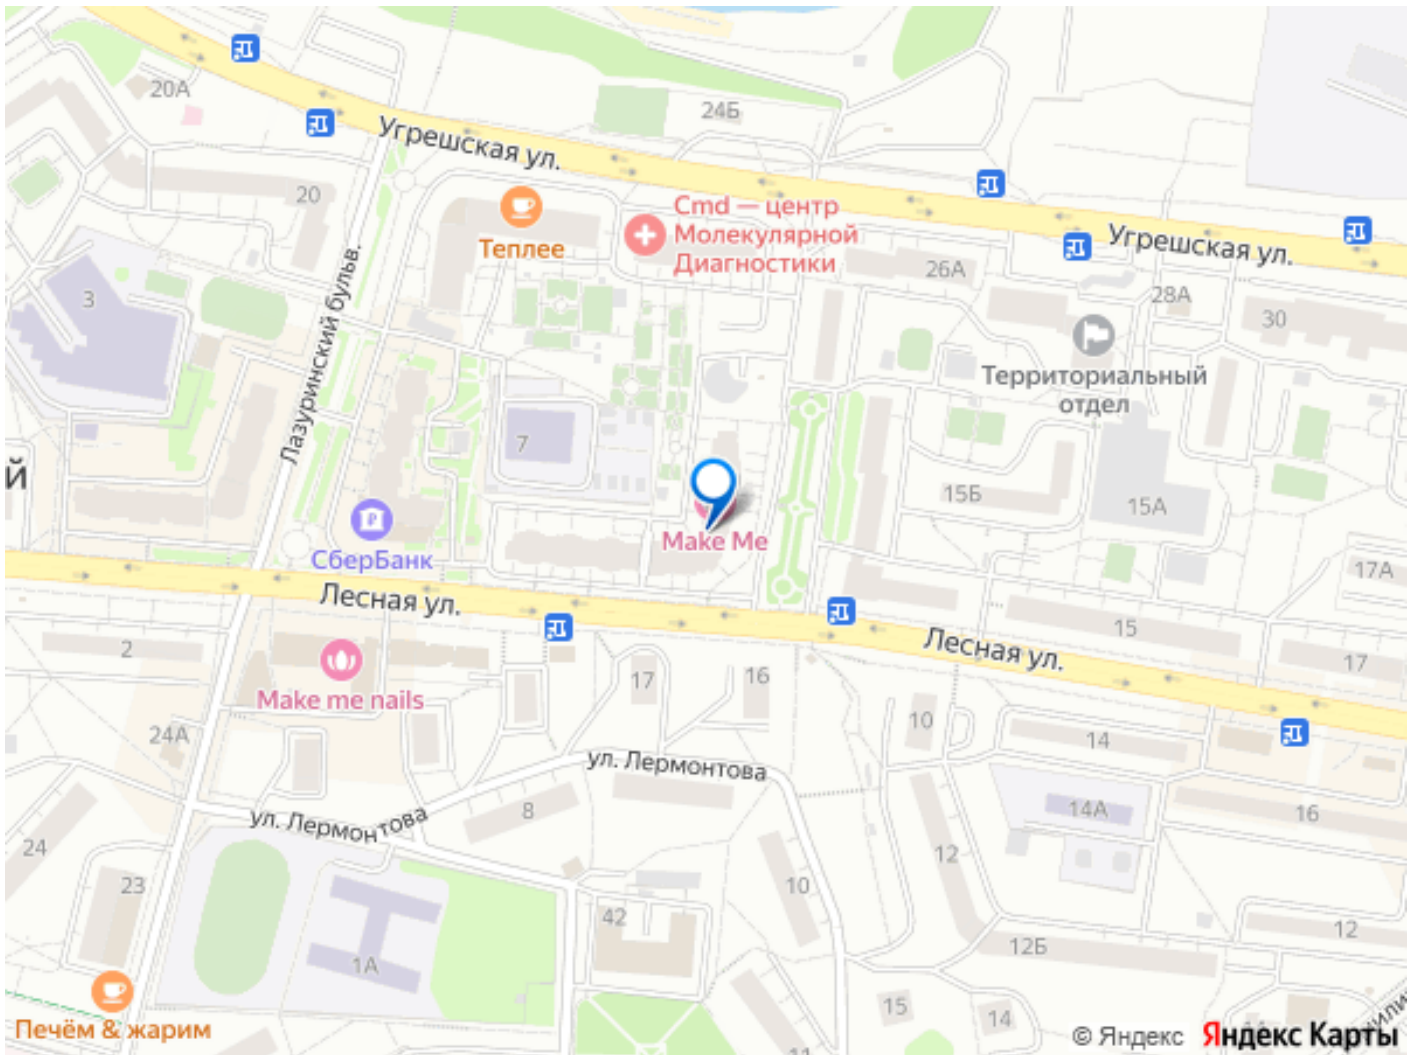 20А
24Б
Угрешская ул.
20
Теплее
Cmd — центр
Молекулярной
Диагностики
Угрешская ул.
26А
28А
30
3
Лазуринский бульв.
Территориальный
отдел
7
Й
15Б
15А
Make Me
СберБанк
17А
Лесная ул.
15
Лесная ул.
2
17
17
16
Make me nails
10
24А
14
ул. Лермонтова
14А
16
8
ул. Лермонтова
24
12
23
10
42
12
12Б
1А
15
14
Печём & жарим
11
© Яндекс Яндекс Карты